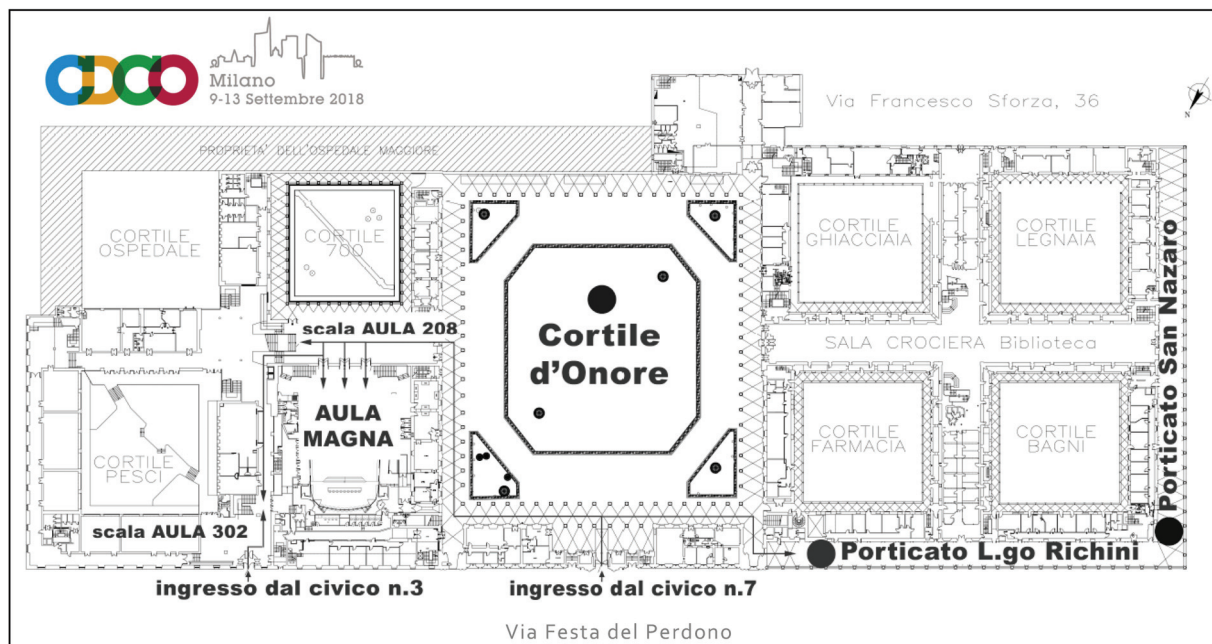 CIDCO
Milano
9-13 Settembre 2018
Via Francesco Sforza, 36
N
PROPRIETA' DELL'OSPEDALE MAGGIORE
CORTILE
OSPEDALE
CORTILE
700
CORTILE
GHIACCIAIA
CORTILE
LEGNAIA
scala AULA 208
Cortile
d'Onore
SALA CROCIERA Biblioteca
Porticato San Nazaro
AULA
MAGNA
CORTILE
FARMACIA
CORTILE
BAGNI
CORTILE
PESCI
scala AULA 302
Porticato L.go Richini
ingresso dal civico n.3
ingresso dal civico n.7
Via Festa del Perdono